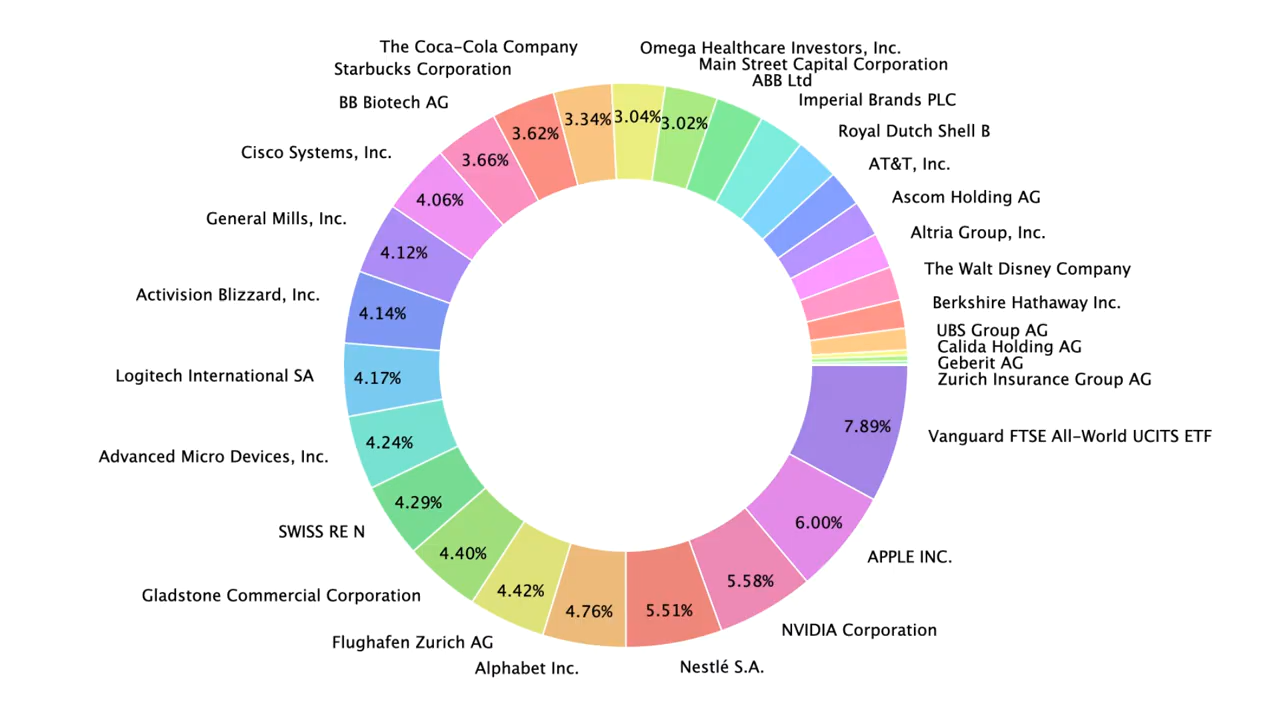 The Coca-Cola Company
Omega Healthcare Investors, Inc.
Starbucks Corporation
Main Street Capital Corporation
ABB Ltd
BB Biotech AG
Imperial Brands PLC
Royal Dutch Shell B
Cisco Systems, Inc.
AT&T, Inc.
Ascom Holding AG
General Mills, Inc.
Altria Group, Inc.
The Walt Disney Company
Activision Blizzard, Inc.
Berkshire Hathaway Inc.
UBS Group AG
Calida Holding AG
Geberit AG
Logitech International SA
Zurich Insurance Group AG
Vanguard FTSE All-World UCITS ETF
Advanced Micro Devices, Inc.
SWISS RE N
APPLE INC.
Gladstone Commercial Corporation
NVIDIA Corporation
Flughafen Zurich AG
Alphabet Inc.
Nestlé S.A.
3.02%
3.04%
3.34%
3.62%
3.66%
4.06%
4.12%
4.14%
4.17%
4.24%
4.29%
4.40%
4.42%
4.76%
5.51%
5.58%
6.00%
7.89%